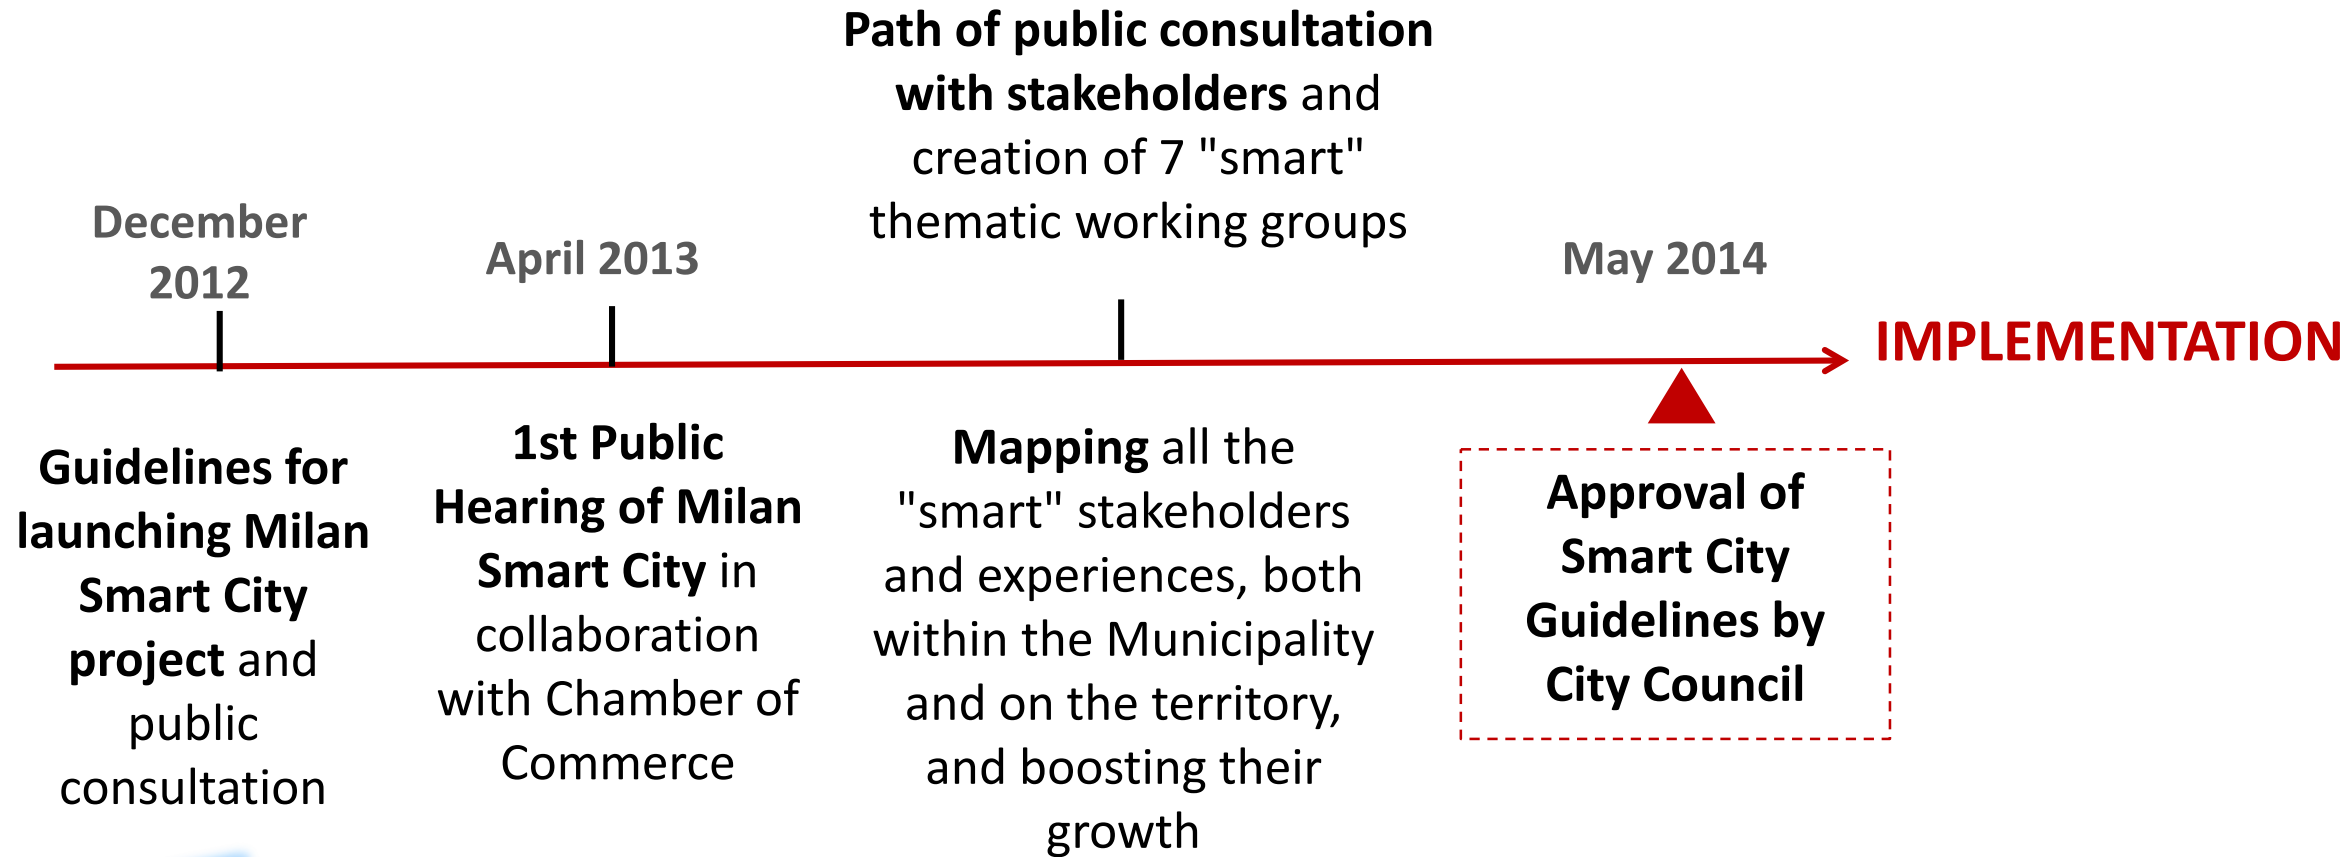 December
2012
Guidelines for
launching Milan
Smart City
project and
public
consultation
April 2013
1st Public
Hearing of Milan
Smart City in
collaboration
with Chamber of
Commerce
Path of public consultation
with stakeholders and
creation of 7 "smart"
thematic working groups
Mapping all the
"smart" stakeholders
and experiences, both
within the Municipality
and on the territory,
and boosting their
growth
May 2014
Approval of
Smart City
Guidelines by
City Council
IMPLEMENTATION